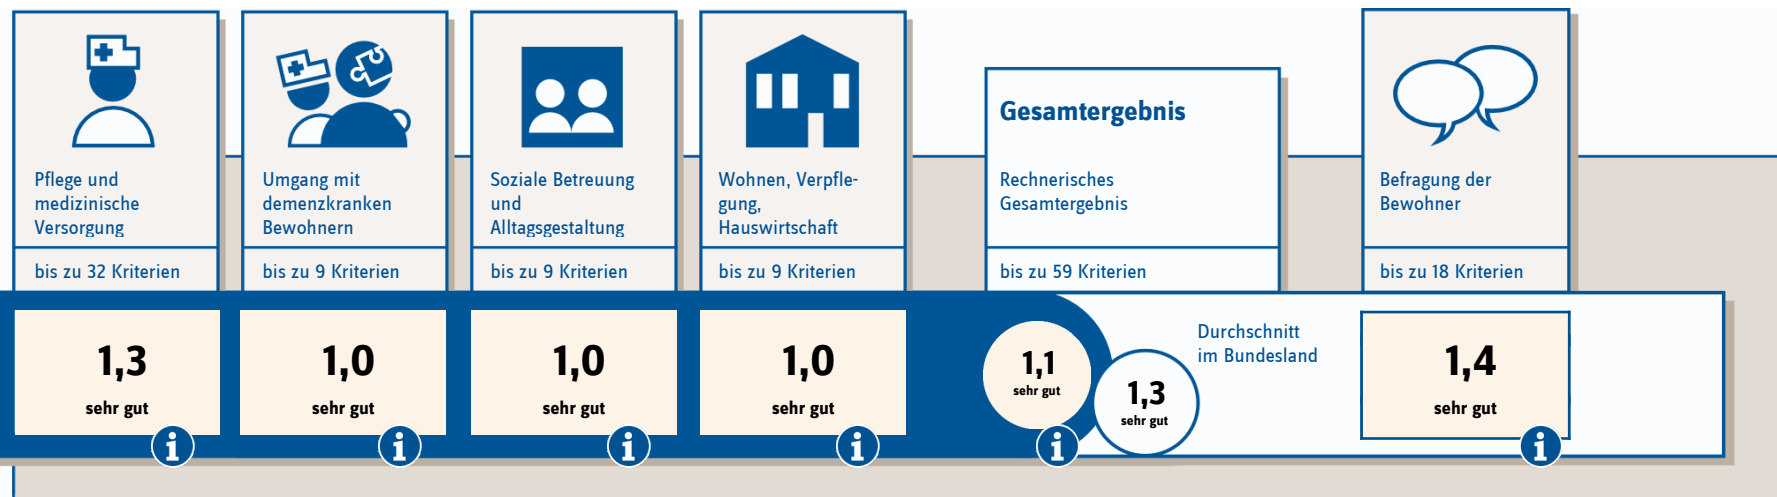 Pflege und
medizinische
Versorgung
bis zu 32 Kriterien
1,3
sehr gut
i
Umgang mit
demenzkranken
Bewohnern
bis zu 9 Kriterien
1,0
sehr gut
i
Soziale Betreuung
und
Alltagsgestaltung
bis zu 9 Kriterien
1,0
sehr gut
i
Wohnen, Verpfle-
gung,
Hauswirtschaft
bis zu 9 Kriterien
1,0
sehr gut
i
Gesamtergebnis
Rechnerisches
Gesamtergebnis
bis zu 59 Kriterien
1,1
sehr gut
i
1,3
sehr gut
Durchschnitt
im Bundesland
Befragung der
Bewohner
bis zu 18 Kriterien
1,4
sehr gut
i